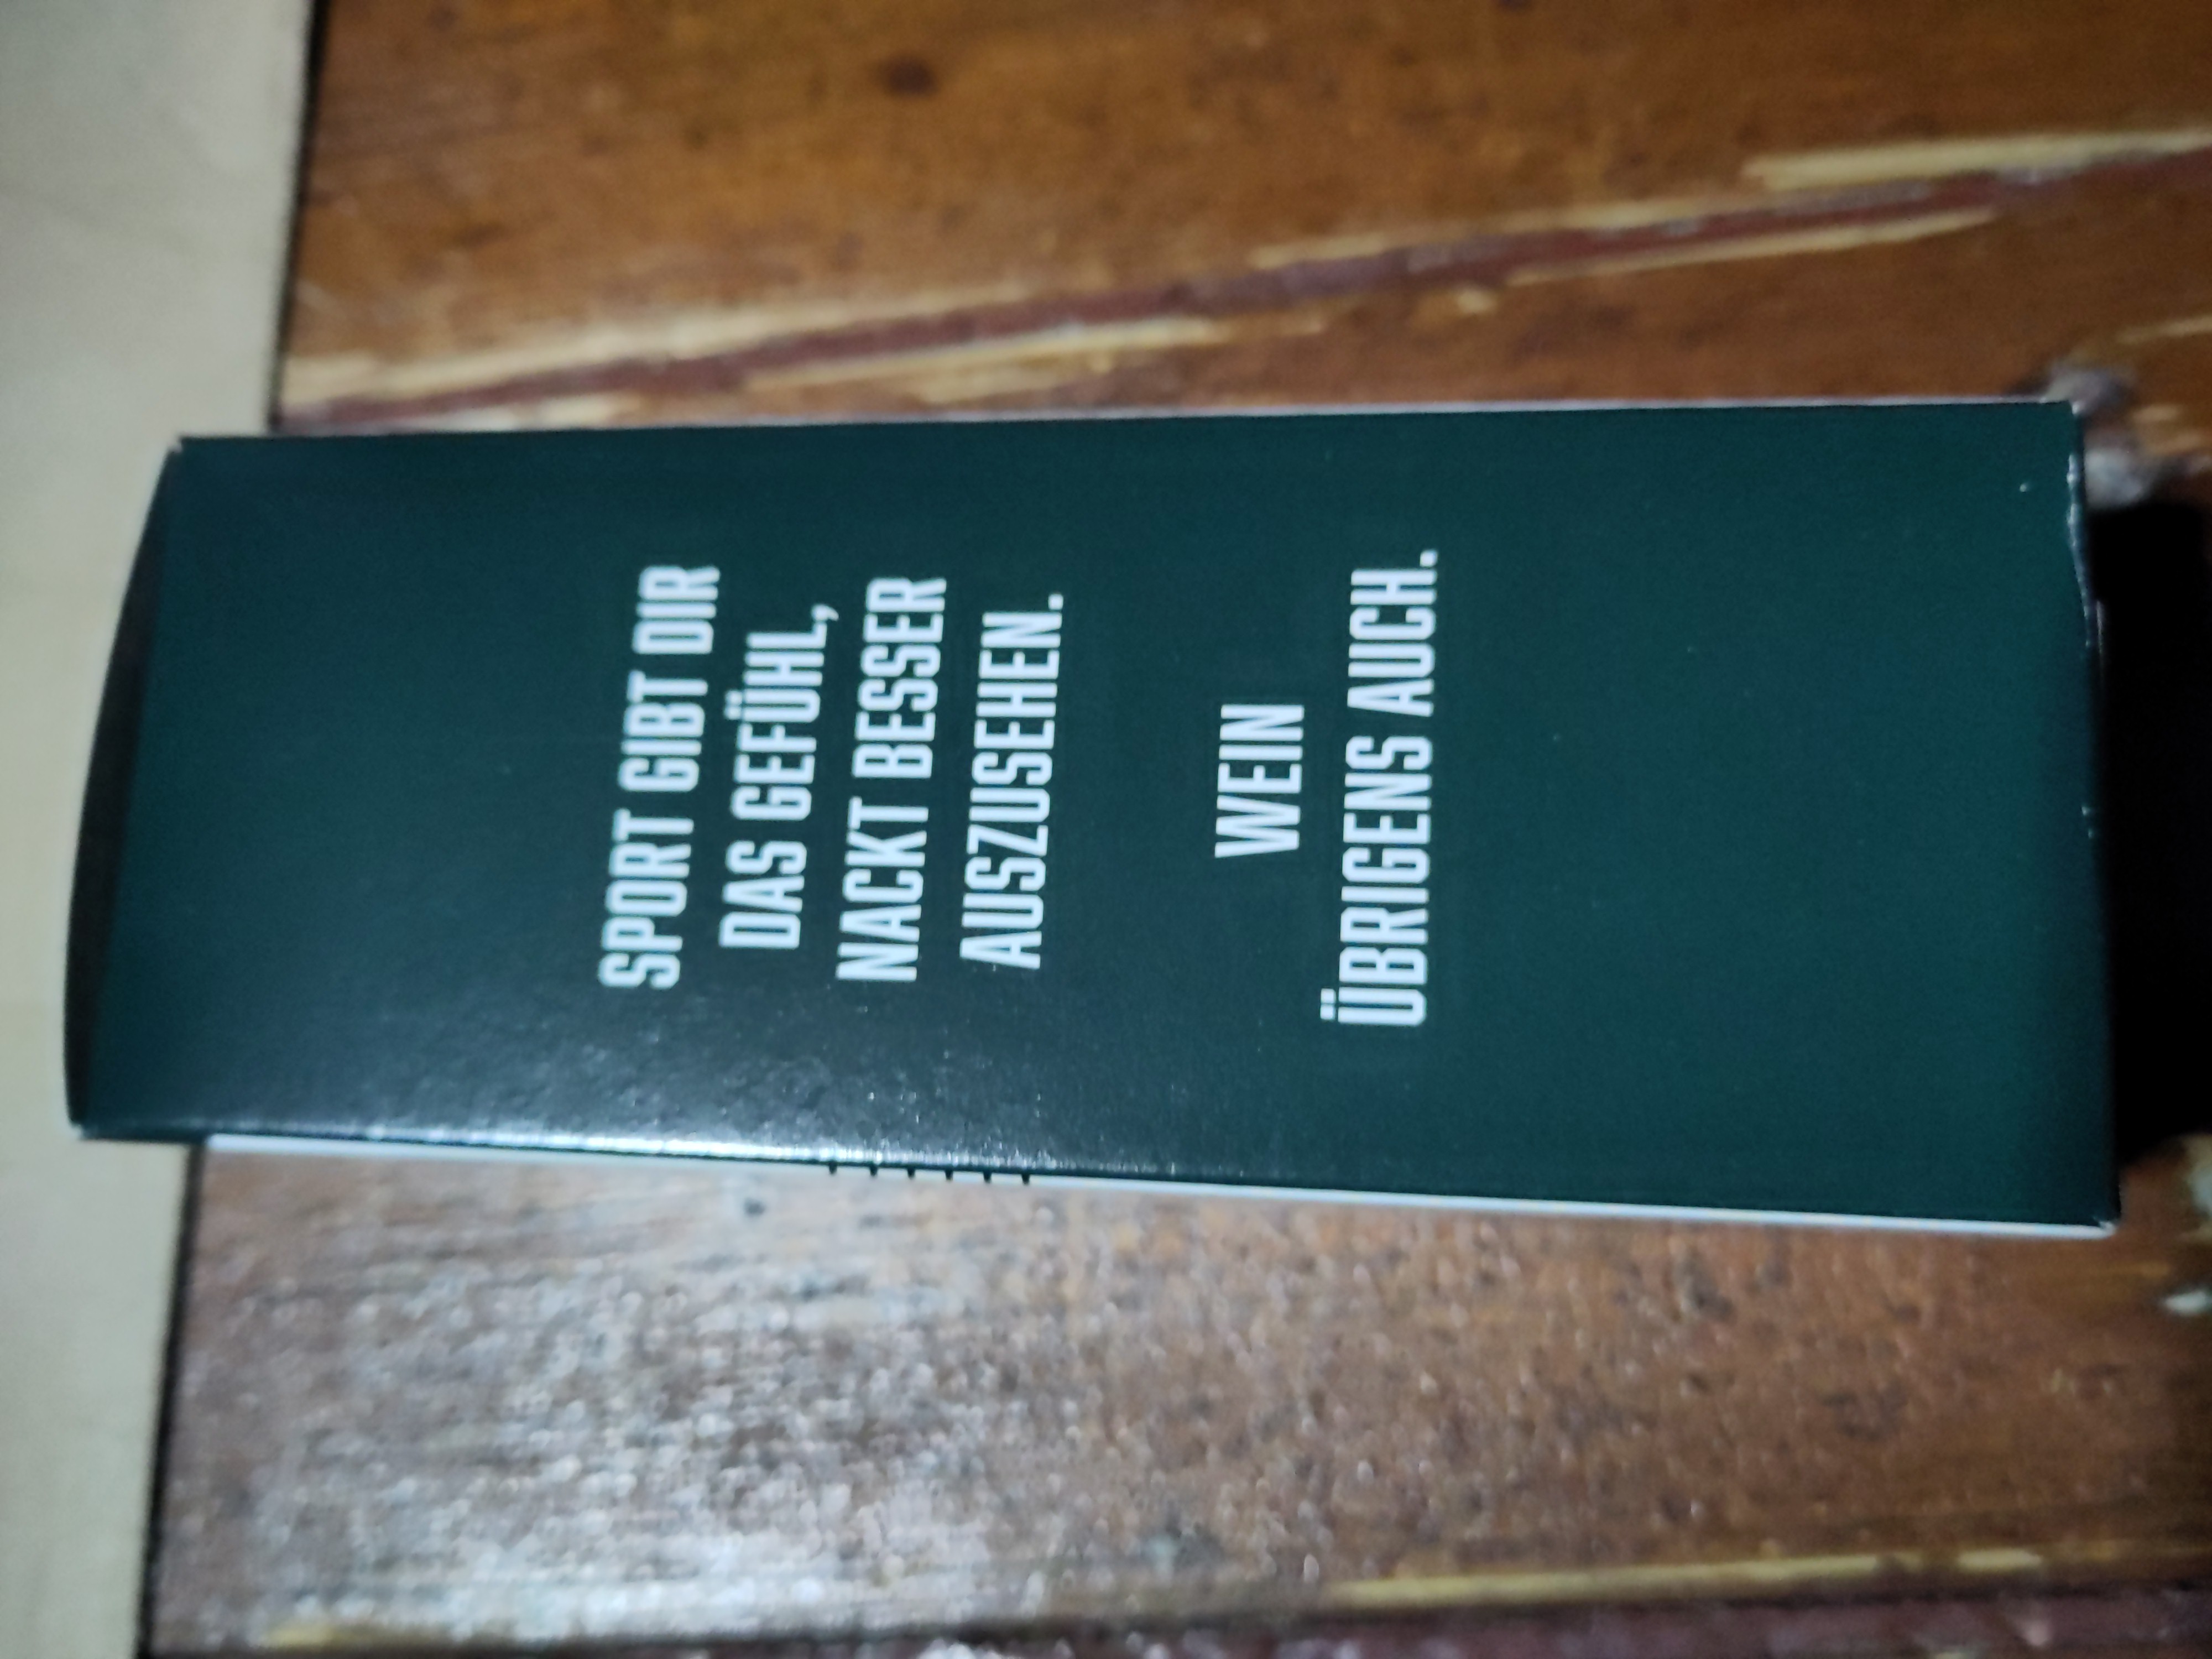 SPORT GIBT DIR
DAS GEFÜHL,
NACKT BESSER
AUSZUSEHEN.
WEIN
ÜBRIGENS AUCH.